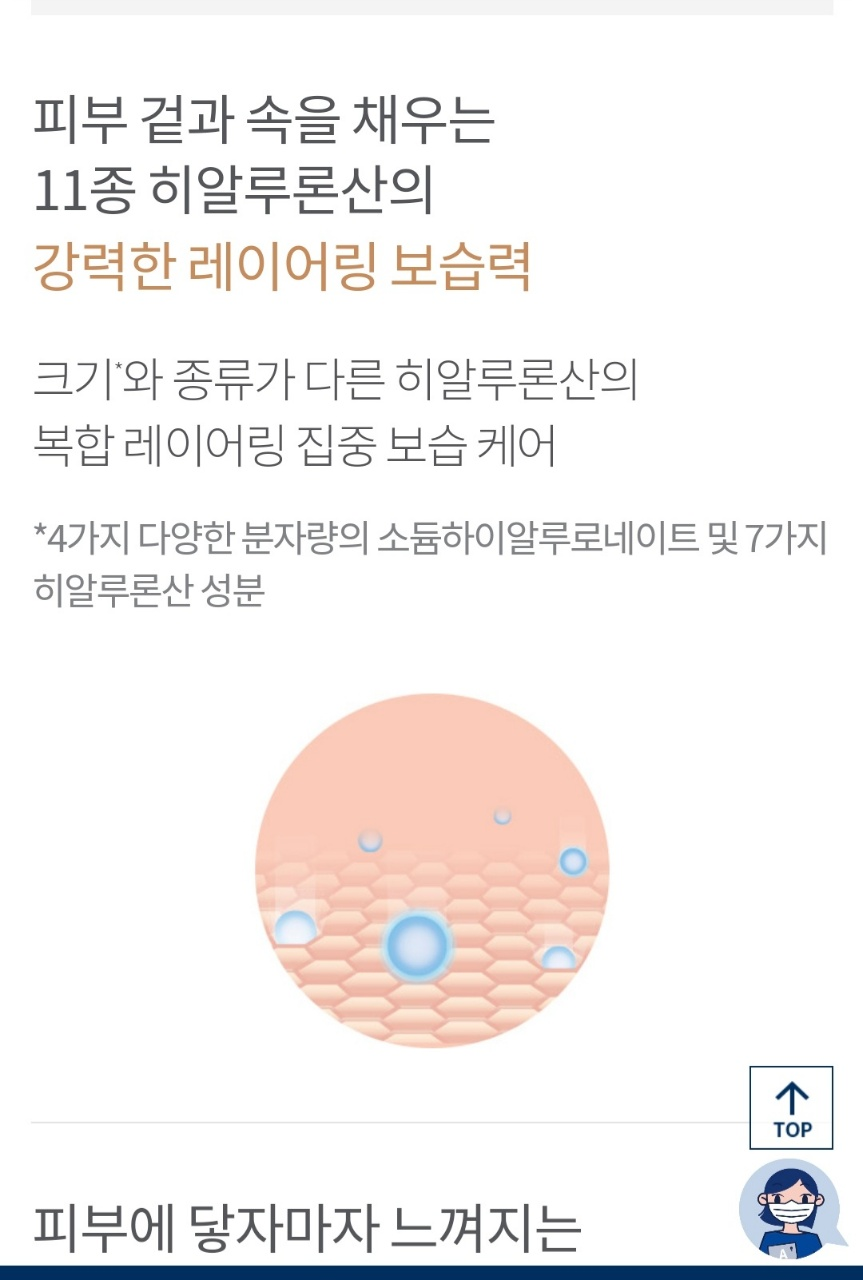 피부 겉과 속을 채우는
11종 히알루론산의
강력한 레이어링 보습력
크기*와 종류가 다른 히알루론산의
복합 레이어링 집중 보습 케어
*4가지 다양한 분자량의 소듐하이알루로네이트 및 7가지
히알루론산 성분
TOP
피부에 닿자마자 느껴지는
A+